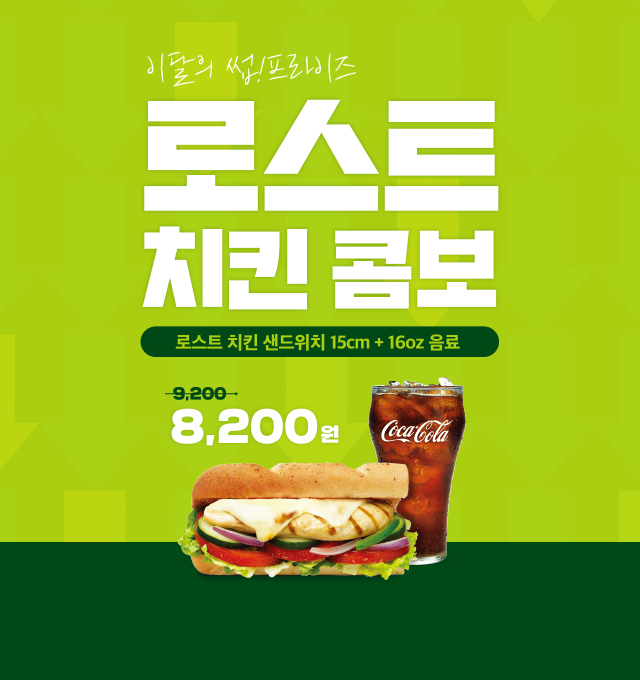 이달의 썹!프라이즈
로스트
치킨 콤보
로스트 치킨 샌드위치 15cm + 16oz 음료
9,200
8,200원
Coca-Cola